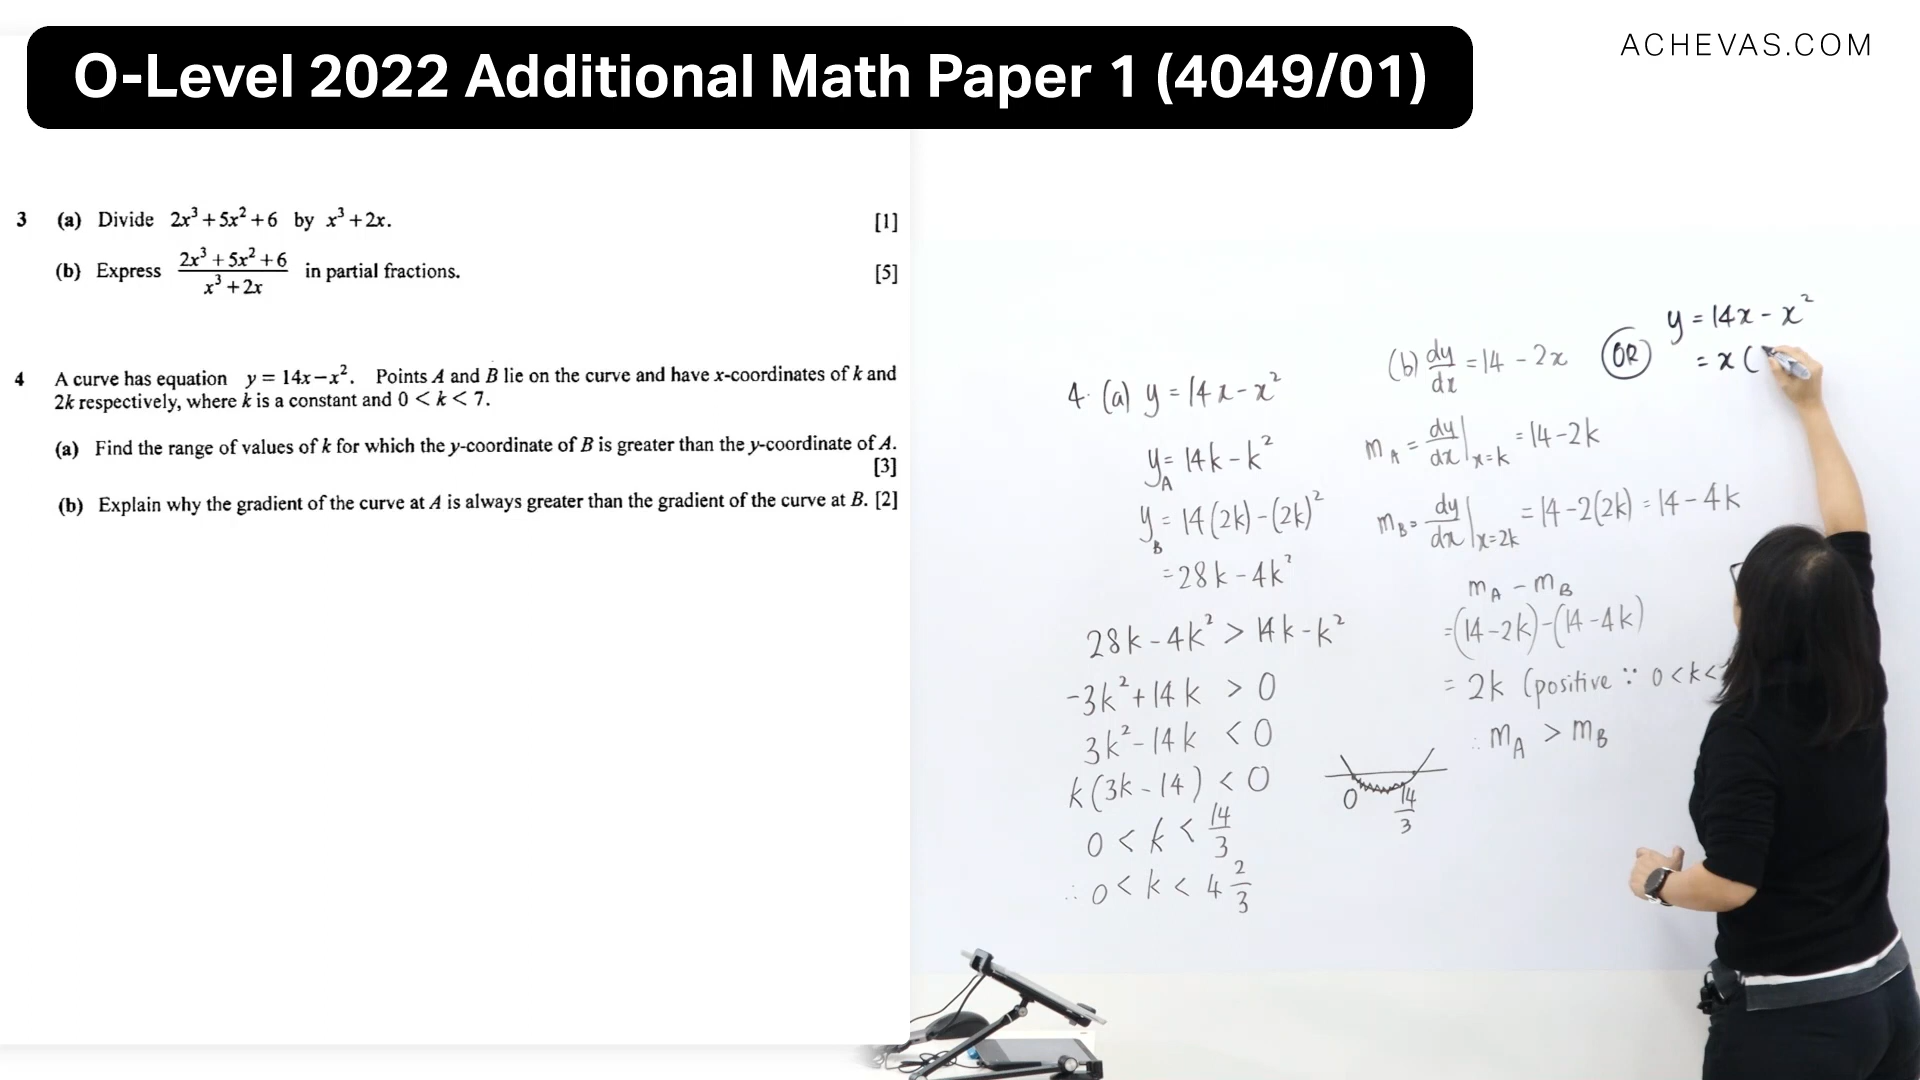 O-Level 2022 Additional Math Paper 1 (4049/01)
ACHEVAS.COM
3 (a) Divide 2x³ + 5x² + 6 by x³ + 2x. [1]
(b) Express (2x³ + 5x² + 6)/(x³ + 2x) in partial fractions. [5]
4 A curve has equation y = 14x − x². Points A and B lie on the curve and have x-coordinates of k and
2k respectively, where k is a constant and 0 < k < 7.
(a) Find the range of values of k for which the y-coordinate of B is greater than the y-coordinate of A.
[3]
(b) Explain why the gradient of the curve at A is always greater than the gradient of the curve at B. [2]
4. (a) y = 14x − x²
y_A = 14k − k²
y_B = 14(2k) − (2k)²
= 28k − 4k²
28k − 4k² > 14k − k²
−3k² + 14k > 0
3k² − 14k < 0
k(3k − 14) < 0
0 < k < 14/3
∴ 0 < k < 4 2/3
0 14/3
(b) dy/dx = 14 − 2x
m_A = dy/dx |x=k = 14 − 2k
m_B = dy/dx |x=2k = 14 − 2(2k) = 14 − 4k
m_A − m_B
= (14 − 2k) − (14 − 4k)
= 2k (positive ∵ 0 < k <
∴ m_A > m_B
OR y = 14x − x²
= x (